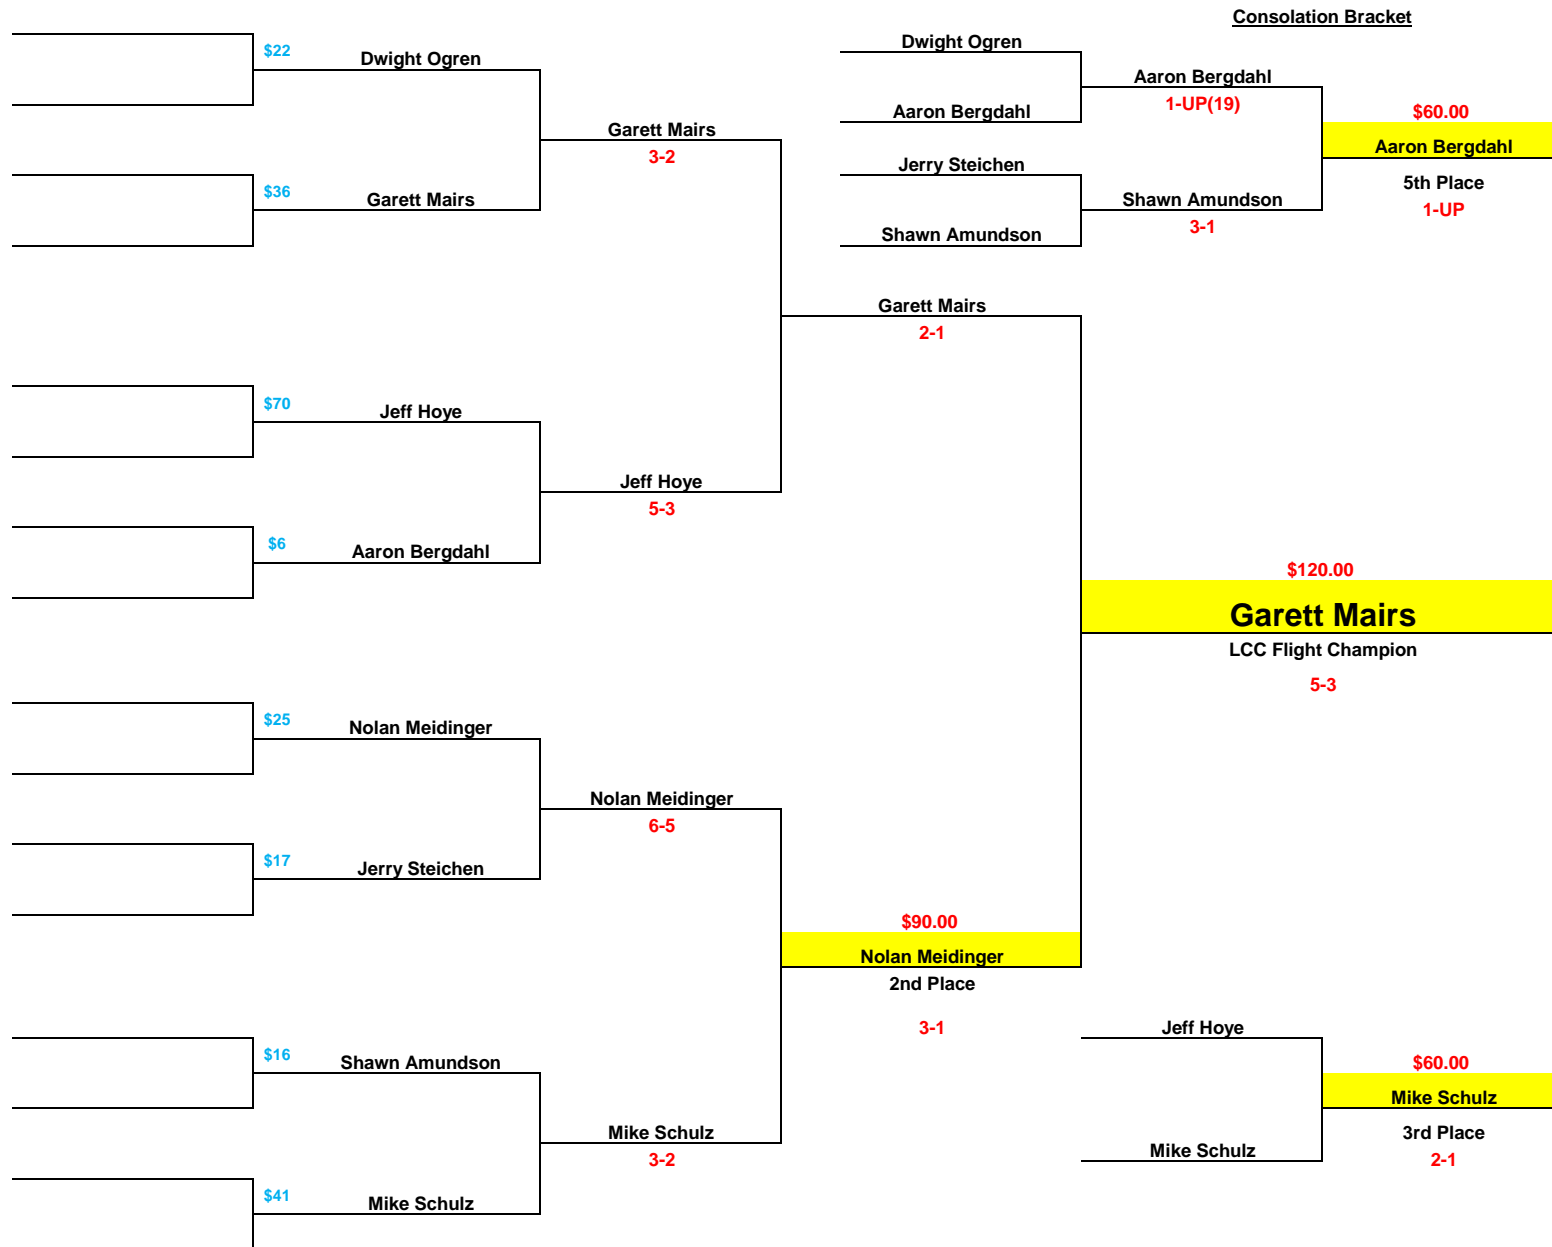 Consolation Bracket
$22
Dwight Ogren
Dwight Ogren
Aaron Bergdahl
1-UP(19)
Aaron Bergdahl
$60.00
Aaron Bergdahl
5th Place
1-UP
Garett Mairs
3-2
Jerry Steichen
$36
Garett Mairs
Shawn Amundson
3-1
Shawn Amundson
Garett Mairs
2-1
$70
Jeff Hoye
Jeff Hoye
5-3
$6
Aaron Bergdahl
$120.00
Garett Mairs
LCC Flight Champion
5-3
$25
Nolan Meidinger
Nolan Meidinger
6-5
$17
Jerry Steichen
$90.00
Nolan Meidinger
2nd Place
3-1
Jeff Hoye
$16
Shawn Amundson
$60.00
Mike Schulz
3rd Place
2-1
Mike Schulz
3-2
Mike Schulz
$41
Mike Schulz